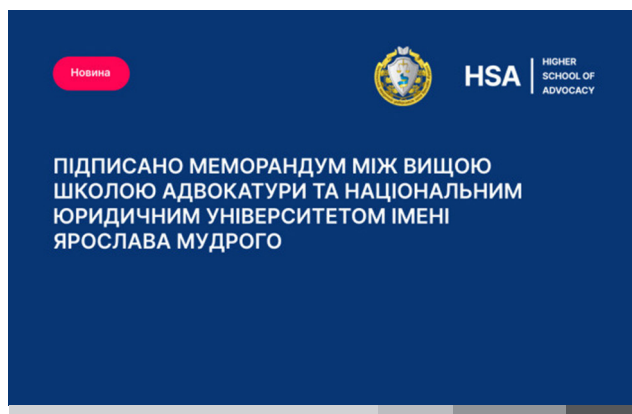 Новина
HSA
HIGHER
SCHOOL OF
ADVOCACY
ПІДПИСАНО МЕМОРАНДУМ МІЖ ВИЩОЮ
ШКОЛОЮ АДВОКАТУРИ ТА НАЦІОНАЛЬНИМ
ЮРИДИЧНИМ УНІВЕРСИТЕТОМ ІМЕНІ
ЯРОСЛАВА МУДРОГО